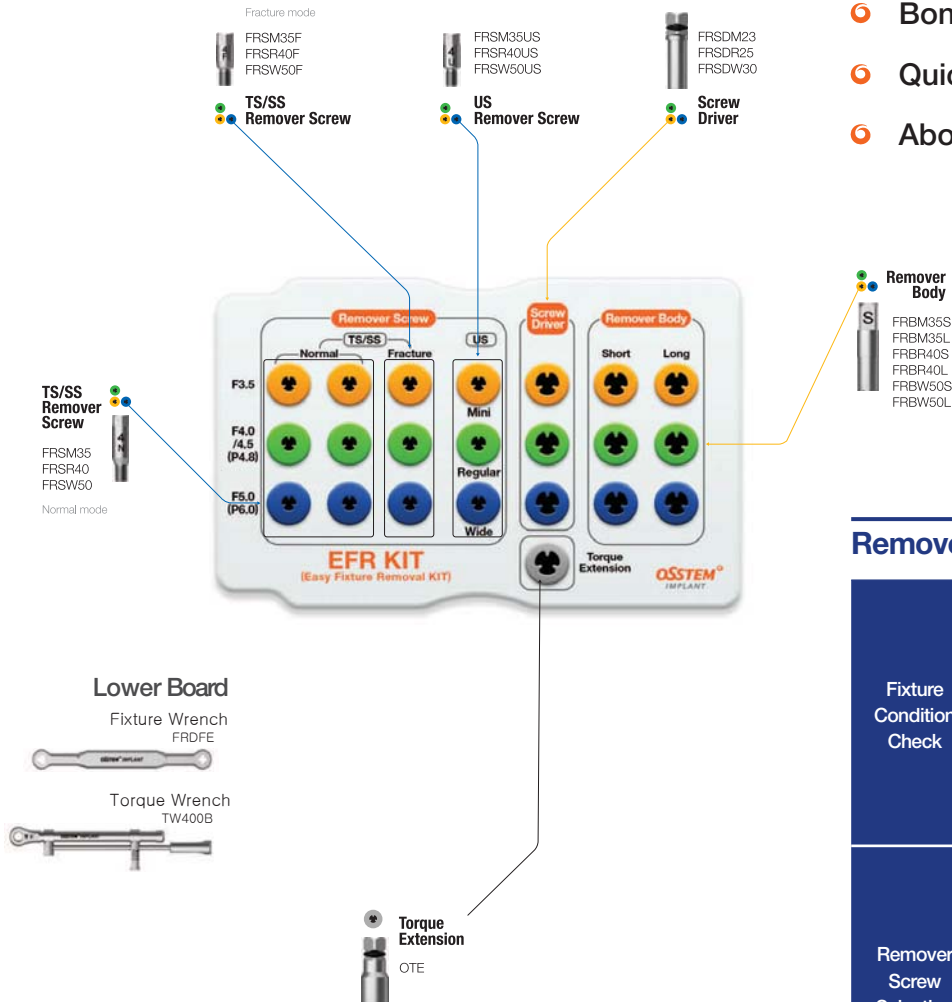 Fracture mode
FRSM35F
FRSR40F
FRSW50F
TS/SS
Remover Screw
4
F
FRSM35US
FRSR40US
FRSW50US
US
Remover Screw
4
U
FRSDM23
FRSDR25
FRSDW30
Screw
Driver
Bon
Quic
Abo
Remover
Body
S
FRBM35S
FRBM35L
FRBR40S
FRBR40L
FRBW50S
FRBW50L
TS/SS
Remover
Screw
4
N
FRSM35
FRSR40
FRSW50
Normal mode
Remover Screw
TS/SS
US
Normal
Fracture
Screw
Driver
Remover Body
Short
Long
F3.5
Mini
F4.0
/4.5
(P4.8)
Regular
F5.0
(P6.0)
Wide
EFR KIT
(Easy Fixture Removal KIT)
Torque
Extension
OSSTEM
IMPLANT
Remove
Fixture
Condition
Check
Remover
Screw
Lower Board
Fixture Wrench
FRDFE
Torque Wrench
TW400B
Torque
Extension
OTE